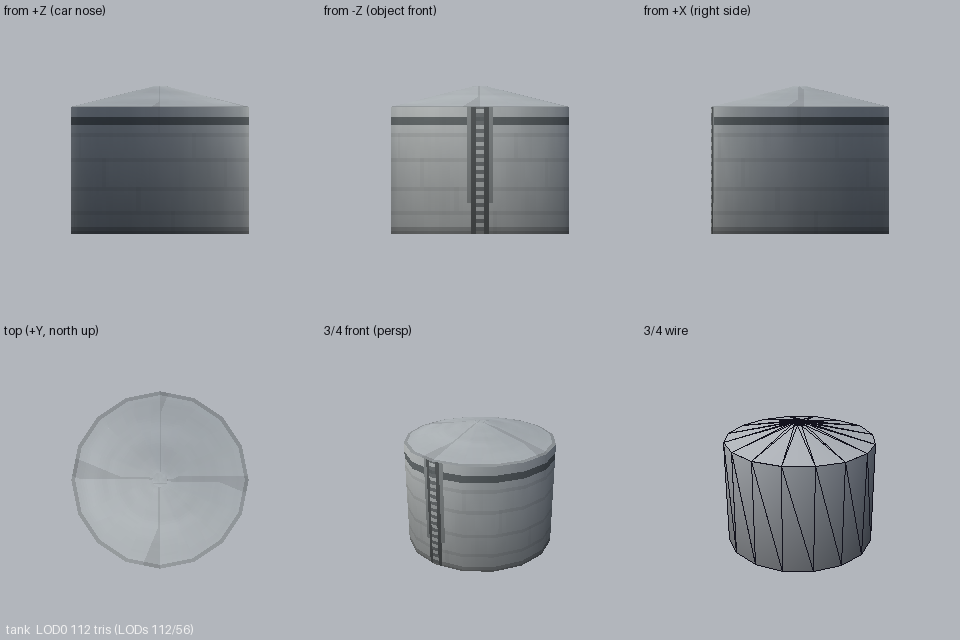 from +Z (car nose)
from -Z (object front)
from +X (right side)
top (+Y, north up)
3/4 front (persp)
3/4 wire
tank LOD0 112 tris (LODs 112/56)